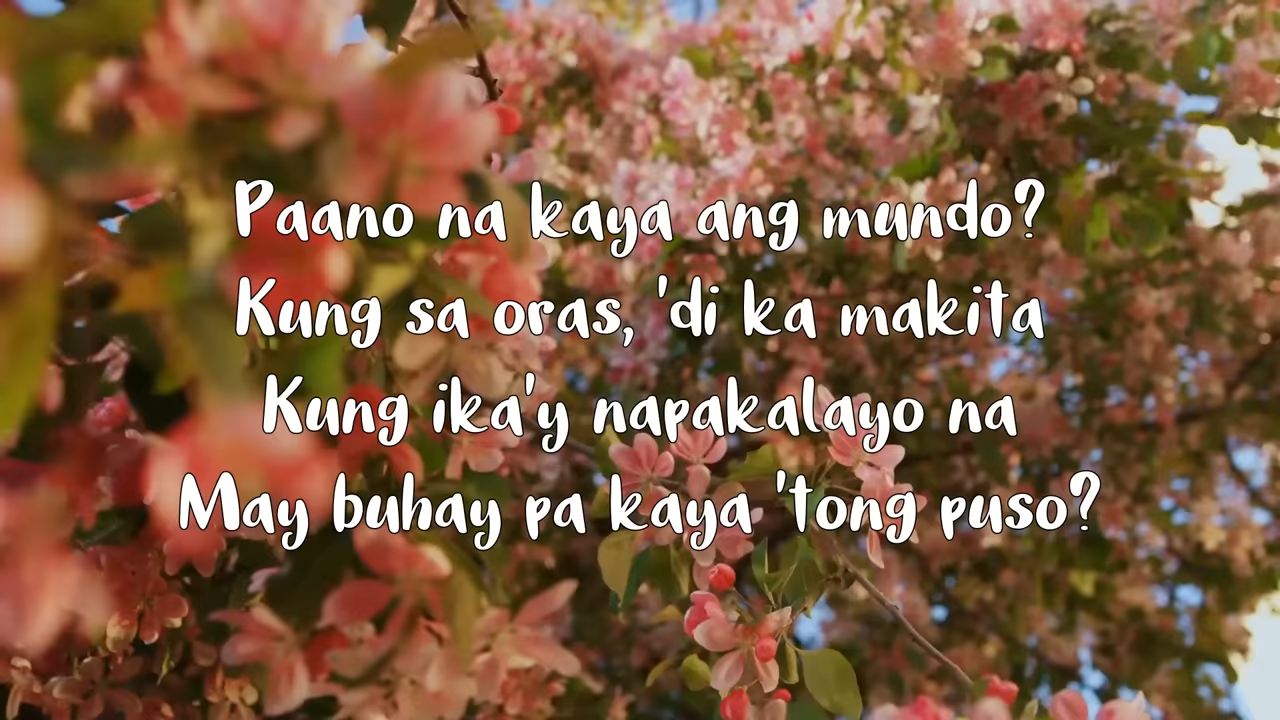 Paano na kaya ang mundo?
Kung sa oras, 'di ka makita
Kung ika'y napakalayo na
May buhay pa kaya 'tong puso?